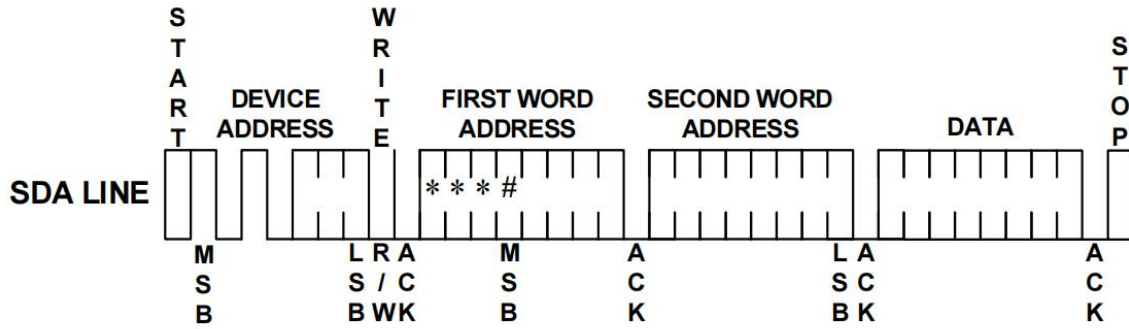 START
WRITE
STOP
DEVICE
ADDRESS
FIRST WORD
ADDRESS
SECOND WORD
ADDRESS
DATA
SDA LINE
* * * #
MSB
LSB
R/W
ACK
MSB
ACK
LSB
ACK
ACK